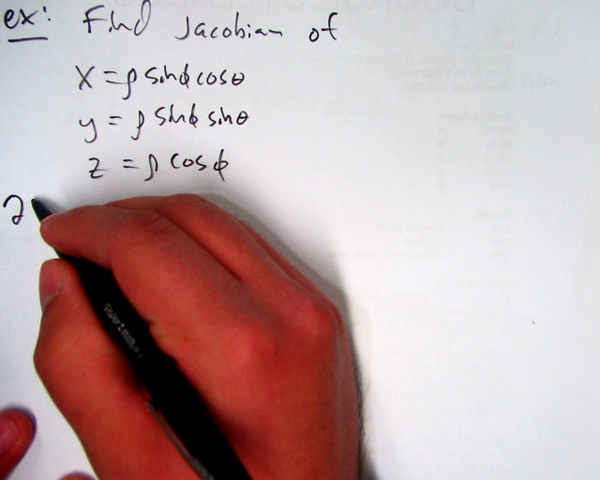 ex: Find Jacobian of
x = ρ sinϕ cosθ
y = ρ sinϕ sinθ
z = ρ cosϕ
∂